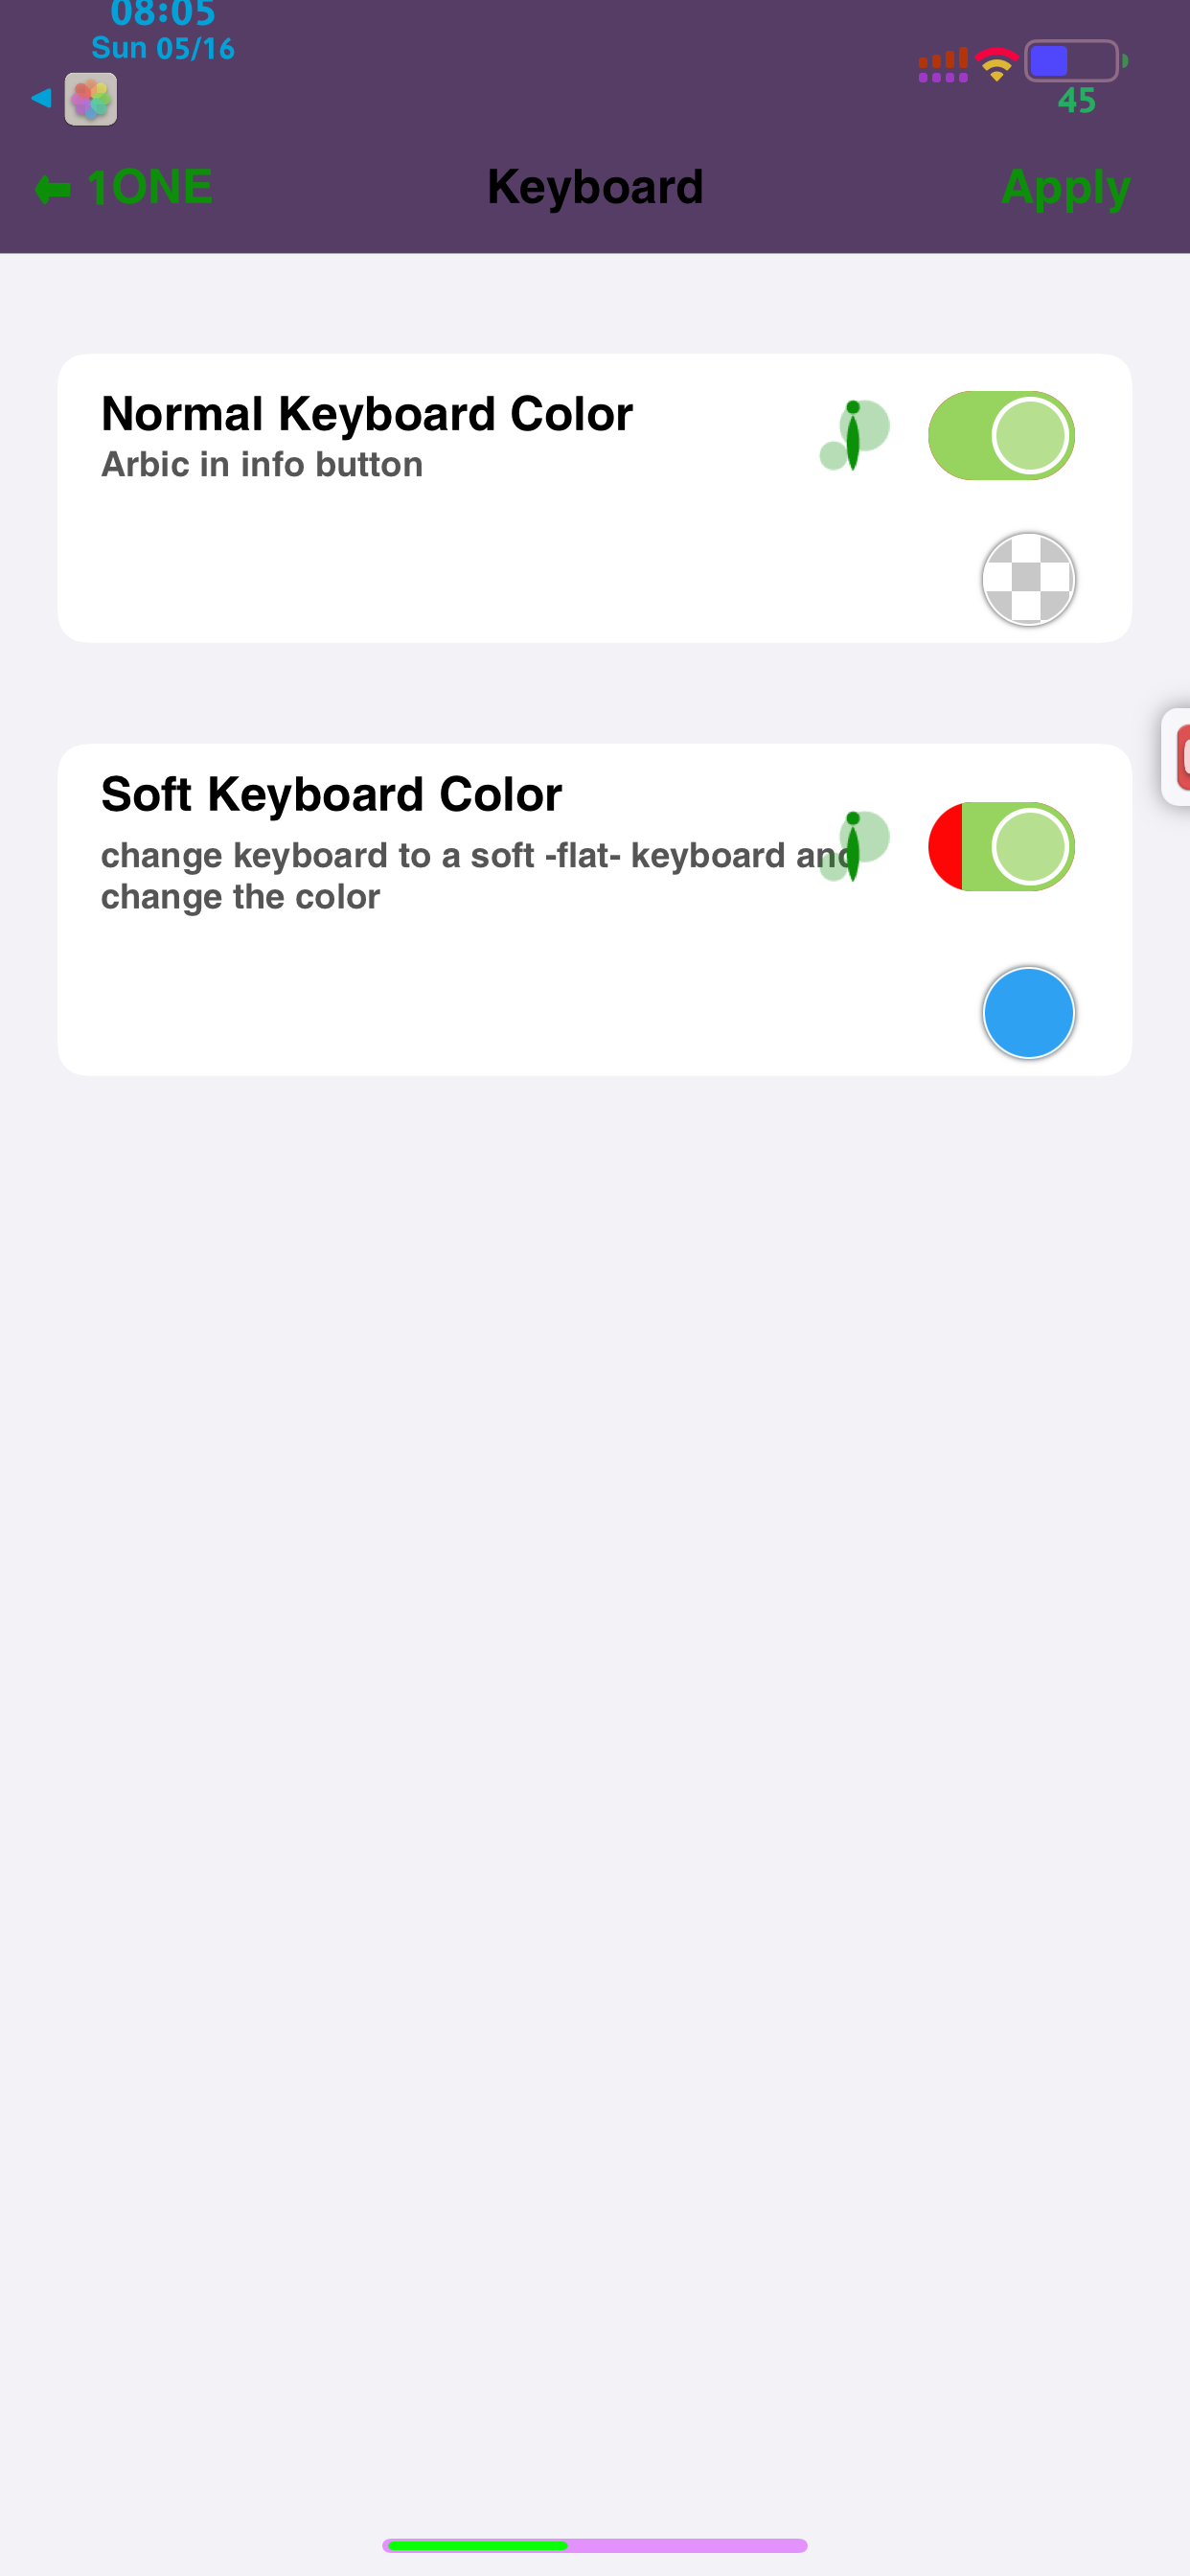 08:05
Sun 05/16
45
1ONE
Keyboard
Apply
Normal Keyboard Color
Arbic in info button
Soft Keyboard Color
change keyboard to a soft -flat- keyboard and
change the color